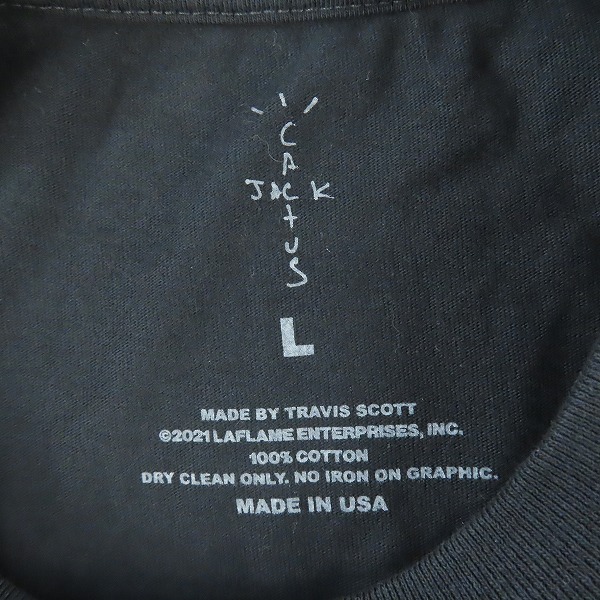 CACTUS
JACK
L
MADE BY TRAVIS SCOTT
©2021 LAFLAME ENTERPRISES, INC.
100% COTTON
DRY CLEAN ONLY. NO IRON ON GRAPHIC.
MADE IN USA